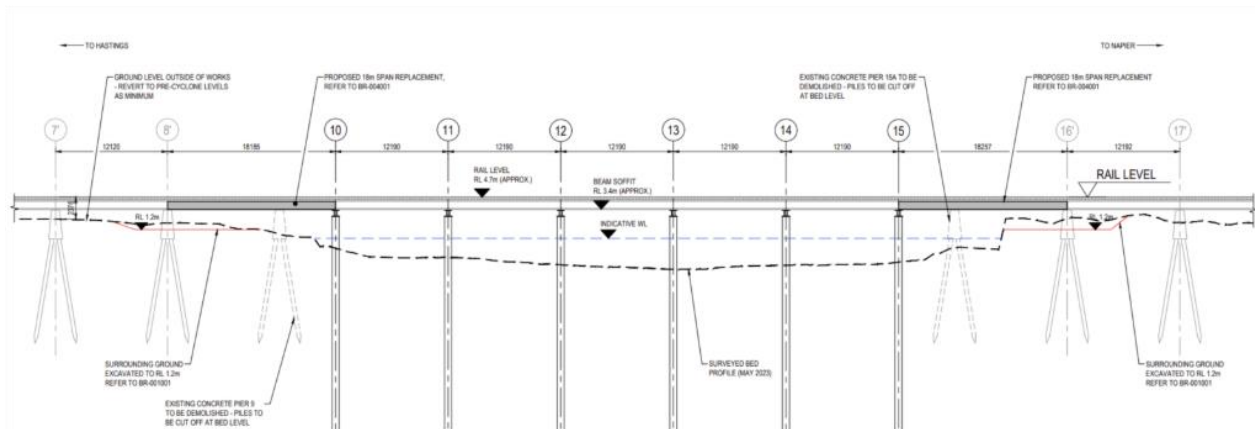 TO HASTINGS
TO NAPIER
GROUND LEVEL OUTSIDE OF WORKS
- REVERT TO PRE-CYCLONE LEVELS
AS MINIMUM
PROPOSED 18m SPAN REPLACEMENT,
REFER TO BR-004001
EXISTING CONCRETE PIER 15A TO BE
DEMOLISHED - PILES TO BE CUT OFF
AT BED LEVEL
PROPOSED 18m SPAN REPLACEMENT
REFER TO BR-004001
7' 8' 10 11 12 13 14 15 16' 17'
12120 18185 12190 12190 12190 12190 12190 18257 12192
RAIL LEVEL
RL 4.7m (APPROX.)
BEAM SOFFIT
RL 3.4m (APPROX.)
RAIL LEVEL
RL 1.2m
INDICATIVE WL
RL 1.2m
SURROUNDING GROUND
EXCAVATED TO RL 1.2m
REFER TO BR-001001
EXISTING CONCRETE PIER 9
TO BE DEMOLISHED - PILES TO
BE CUT OFF AT BED LEVEL
SURVEYED BED
PROFILE (MAY 2023)
SURROUNDING GROUND
EXCAVATED TO RL 1.2m
REFER TO BR-001001